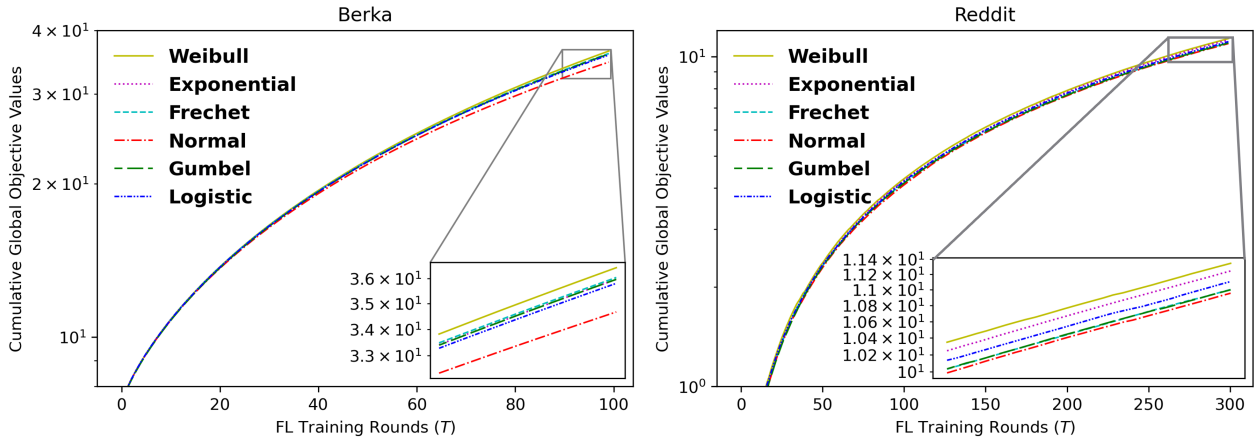 Berka
Cumulative Global Objective Values
4 × 10¹
3 × 10¹
2 × 10¹
10¹
Weibull
Exponential
Frechet
Normal
Gumbel
Logistic
3.6 × 10¹
3.5 × 10¹
3.4 × 10¹
3.3 × 10¹
0 20 40 60 80 100
FL Training Rounds (T)
Reddit
Cumulative Global Objective Values
10¹
10⁰
Weibull
Exponential
Frechet
Normal
Gumbel
Logistic
1.14 × 10¹
1.12 × 10¹
1.1 × 10¹
1.08 × 10¹
1.06 × 10¹
1.04 × 10¹
1.02 × 10¹
10¹
0 50 100 150 200 250 300
FL Training Rounds (T)